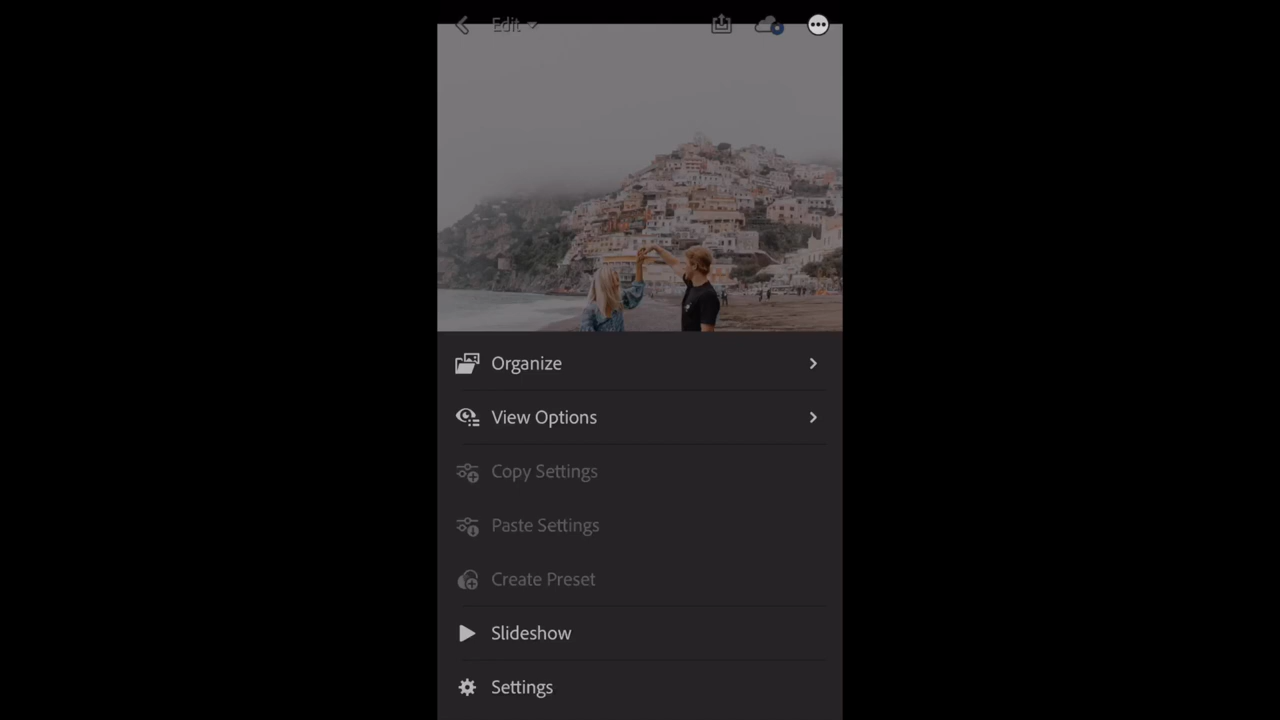 Edit
Organize
View Options
Copy Settings
Paste Settings
Create Preset
Slideshow
Settings